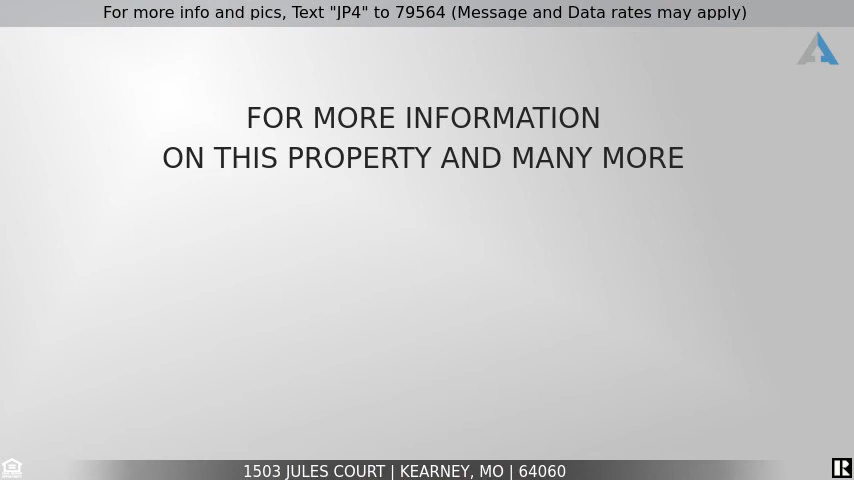 For more info and pics, Text "JP4" to 79564 (Message and Data rates may apply)
FOR MORE INFORMATION
ON THIS PROPERTY AND MANY MORE
1503 JULES COURT | KEARNEY, MO | 64060